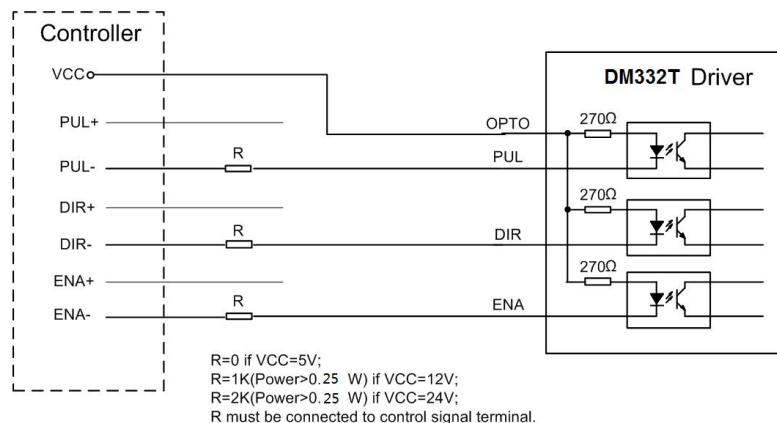 Controller
DM332T Driver
VCC
PUL+
OPTO
270Ω
PUL-
R
PUL
DIR+
270Ω
DIR-
R
DIR
ENA+
270Ω
ENA-
R
ENA
R=0 if VCC=5V;
R=1K(Power>0.25 W) if VCC=12V;
R=2K(Power>0.25 W) if VCC=24V;
R must be connected to control signal terminal.